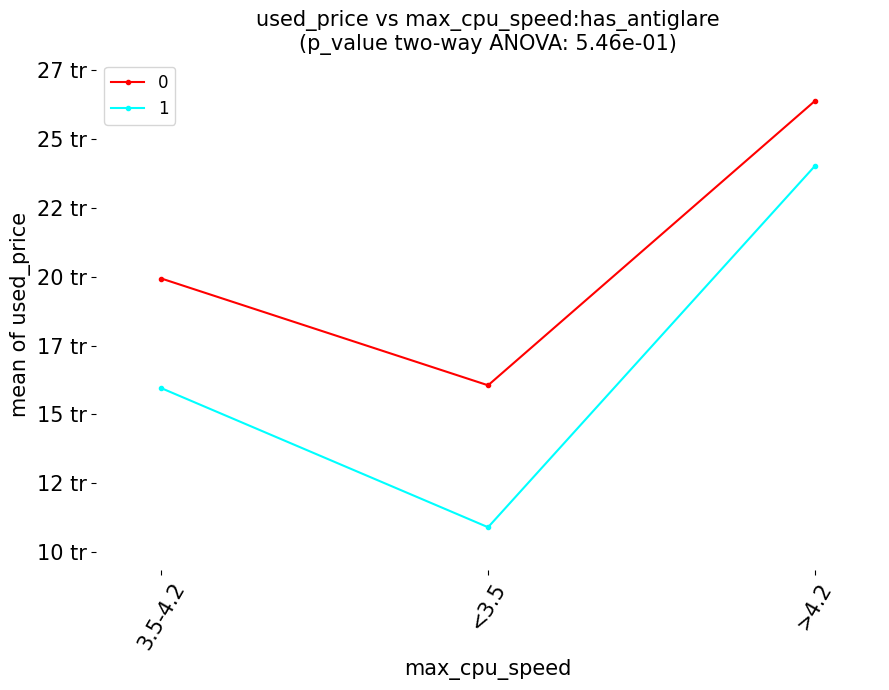 used_price vs max_cpu_speed:has_antiglare
(p_value two-way ANOVA: 5.46e-01)
0
1
27 tr
25 tr
22 tr
20 tr
17 tr
15 tr
12 tr
10 tr
mean of used_price
3.5-4.2
<3.5
>4.2
max_cpu_speed